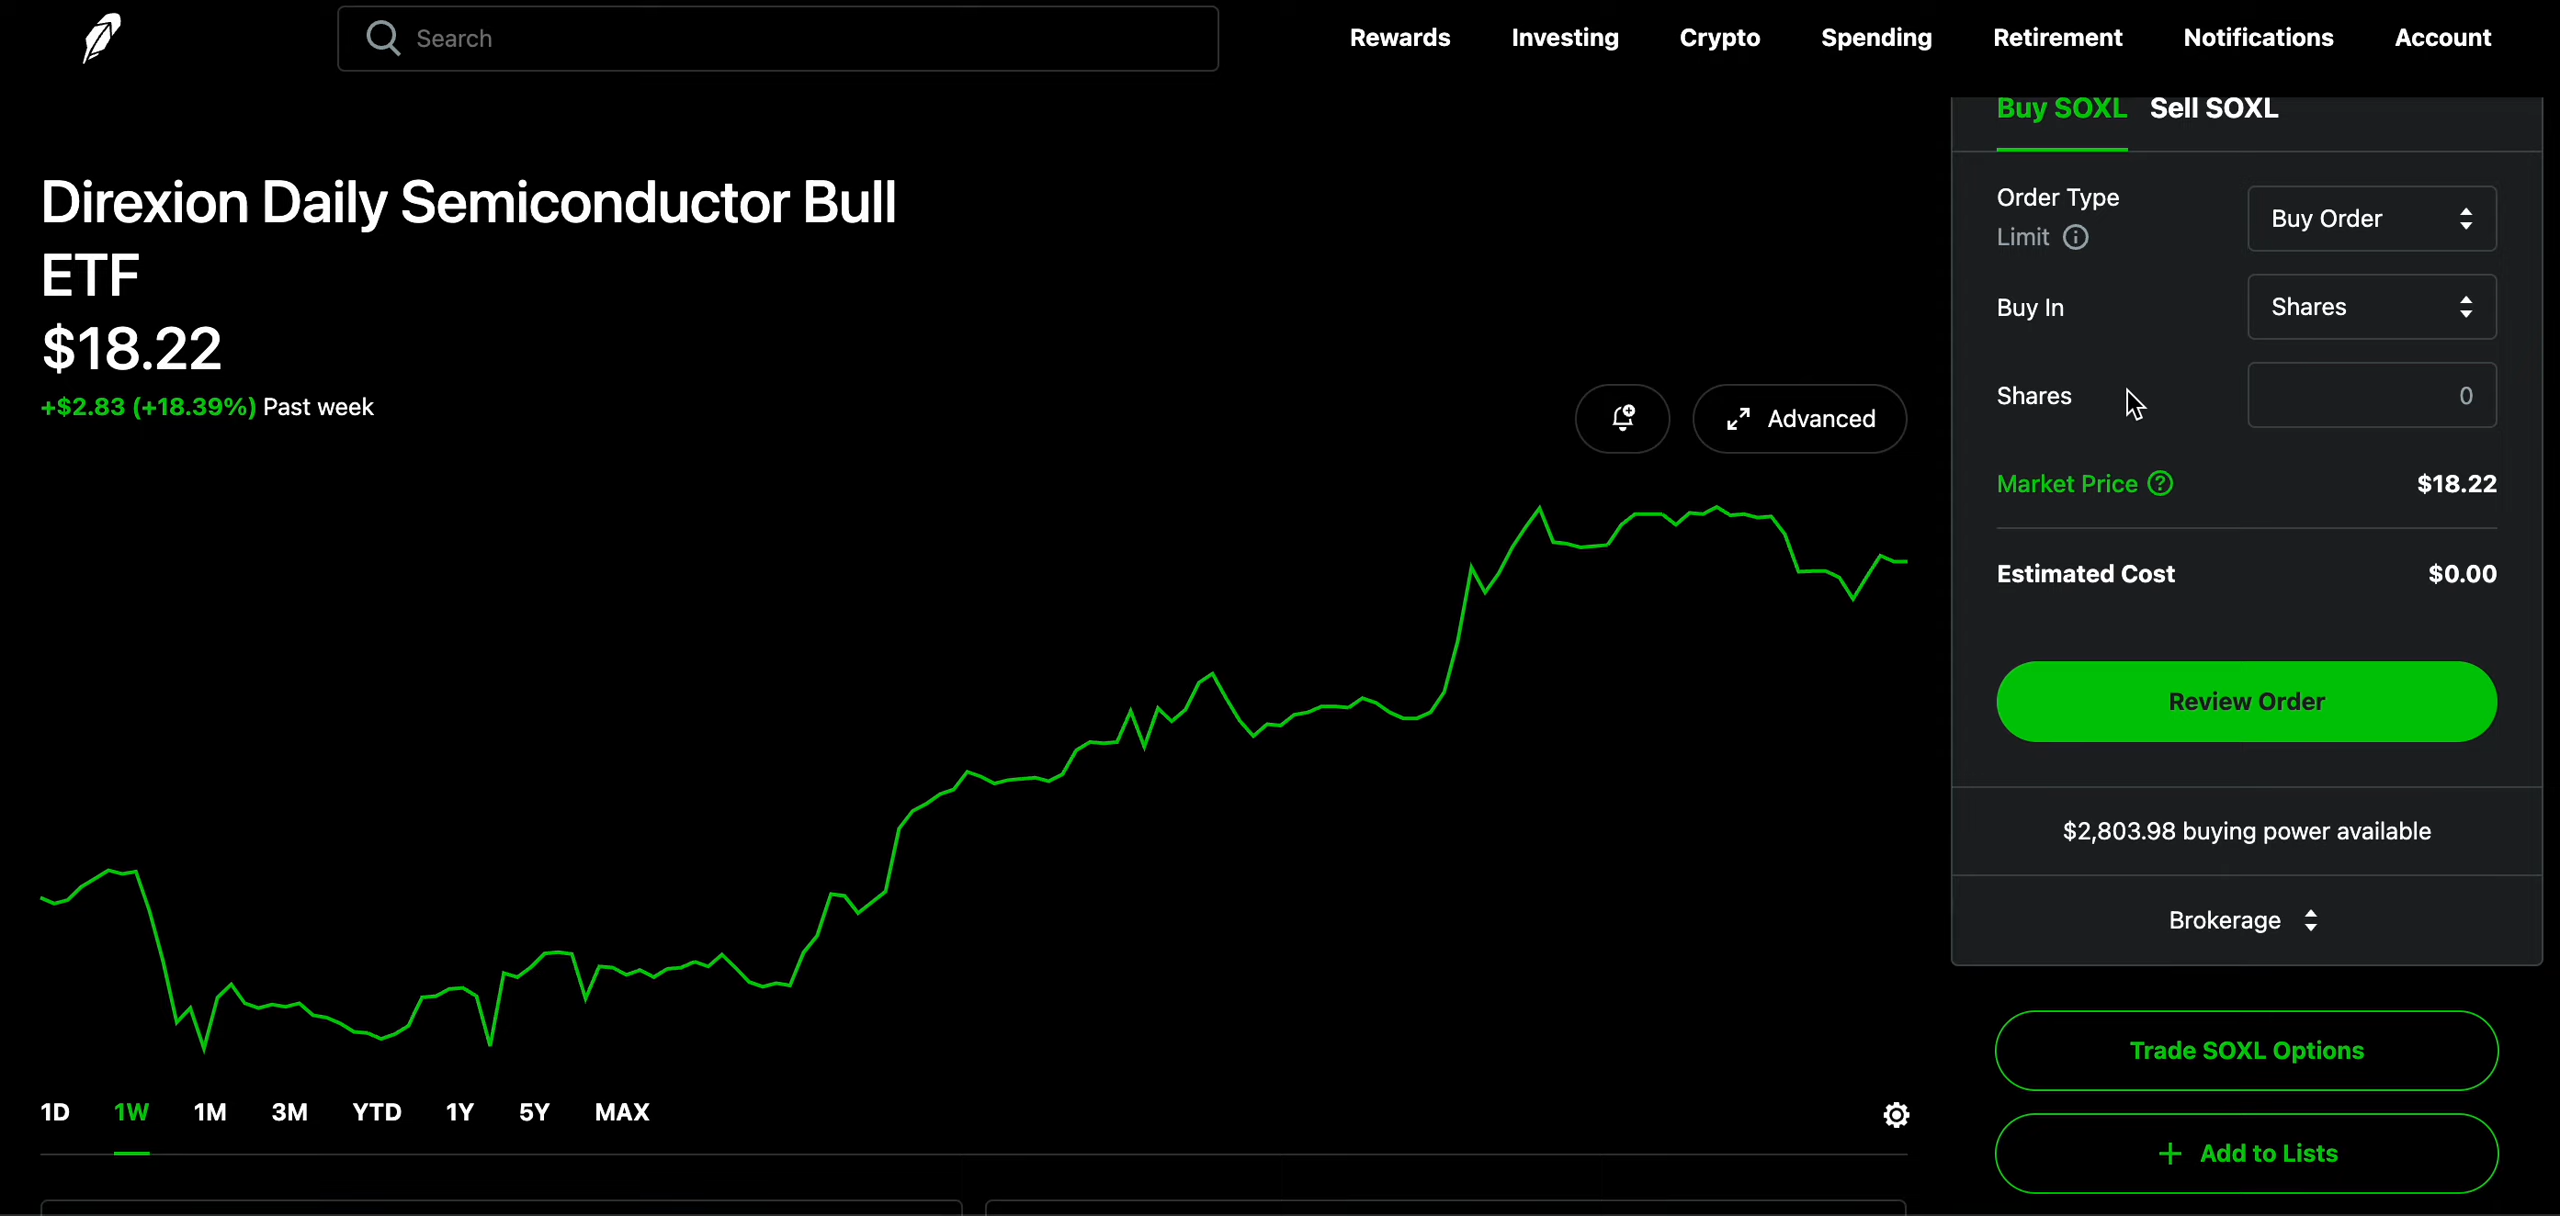 Search
Rewards
Investing
Crypto
Spending
Retirement
Notifications
Account
Direxion Daily Semiconductor Bull
ETF
$18.22
+$2.83 (+18.39%) Past week
Advanced
1D
1W
1M
3M
YTD
1Y
5Y
MAX
Buy SOXL
Sell SOXL
Order Type
Limit
Buy Order
Buy In
Shares
Shares
0
Market Price
$18.22
Estimated Cost
$0.00
Review Order
$2,803.98 buying power available
Brokerage
Trade SOXL Options
+ Add to Lists